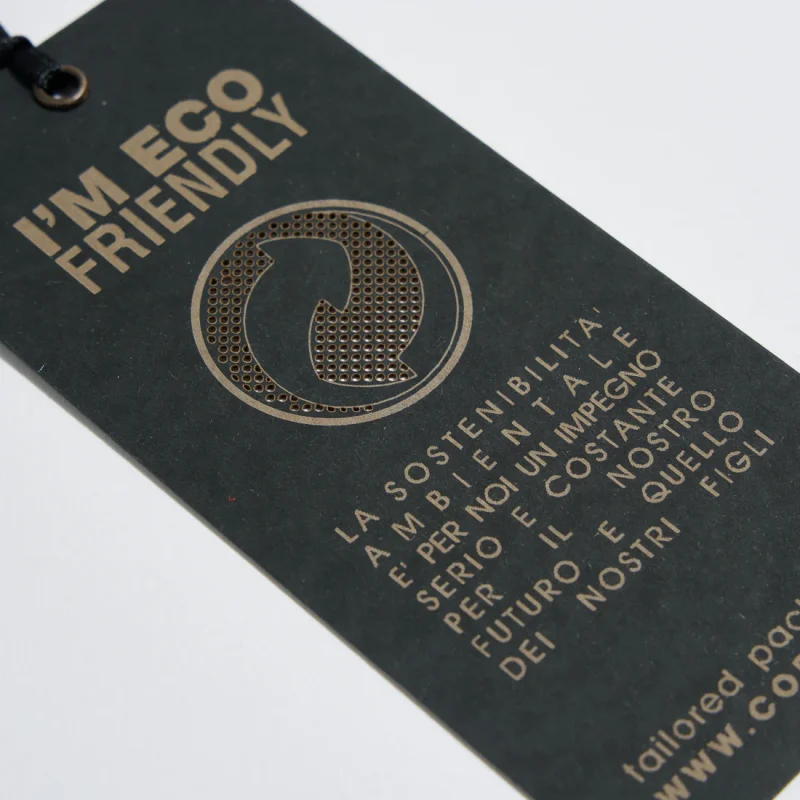 I'M ECO
FRIENDLY
LA SOSTENIBILITA'
AMBIENTALE
E' PER NOI UN IMPEGNO
SERIO E COSTANTE
PER IL NOSTRO
FUTURO E QUELLO
DEI NOSTRI FIGLI
tailored